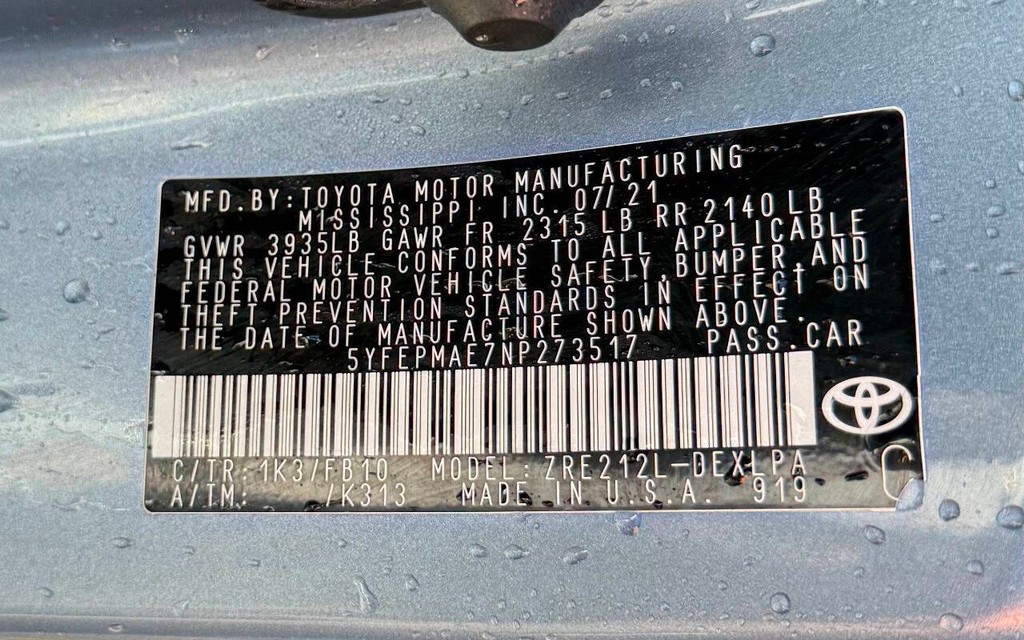 MFD.BY: TOYOTA MOTOR MANUFACTURING
MISSISSIPPI INC. 07/21
GVWR 3935LB GAWR FR 2315 LB RR 2140 LB
THIS VEHICLE CONFORMS TO ALL APPLICABLE
FEDERAL MOTOR VEHICLE SAFETY, BUMPER, AND
THEFT PREVENTION STANDARDS IN EFFECT ON
THE DATE OF MANUFACTURE SHOWN ABOVE.
5YFEPMAE7NP273517 PASS.CAR
C/TR: 1K3/FB10 MODEL: ZRE212L-DEXLPA
A/TM: /K313 MADE IN U.S.A. 919